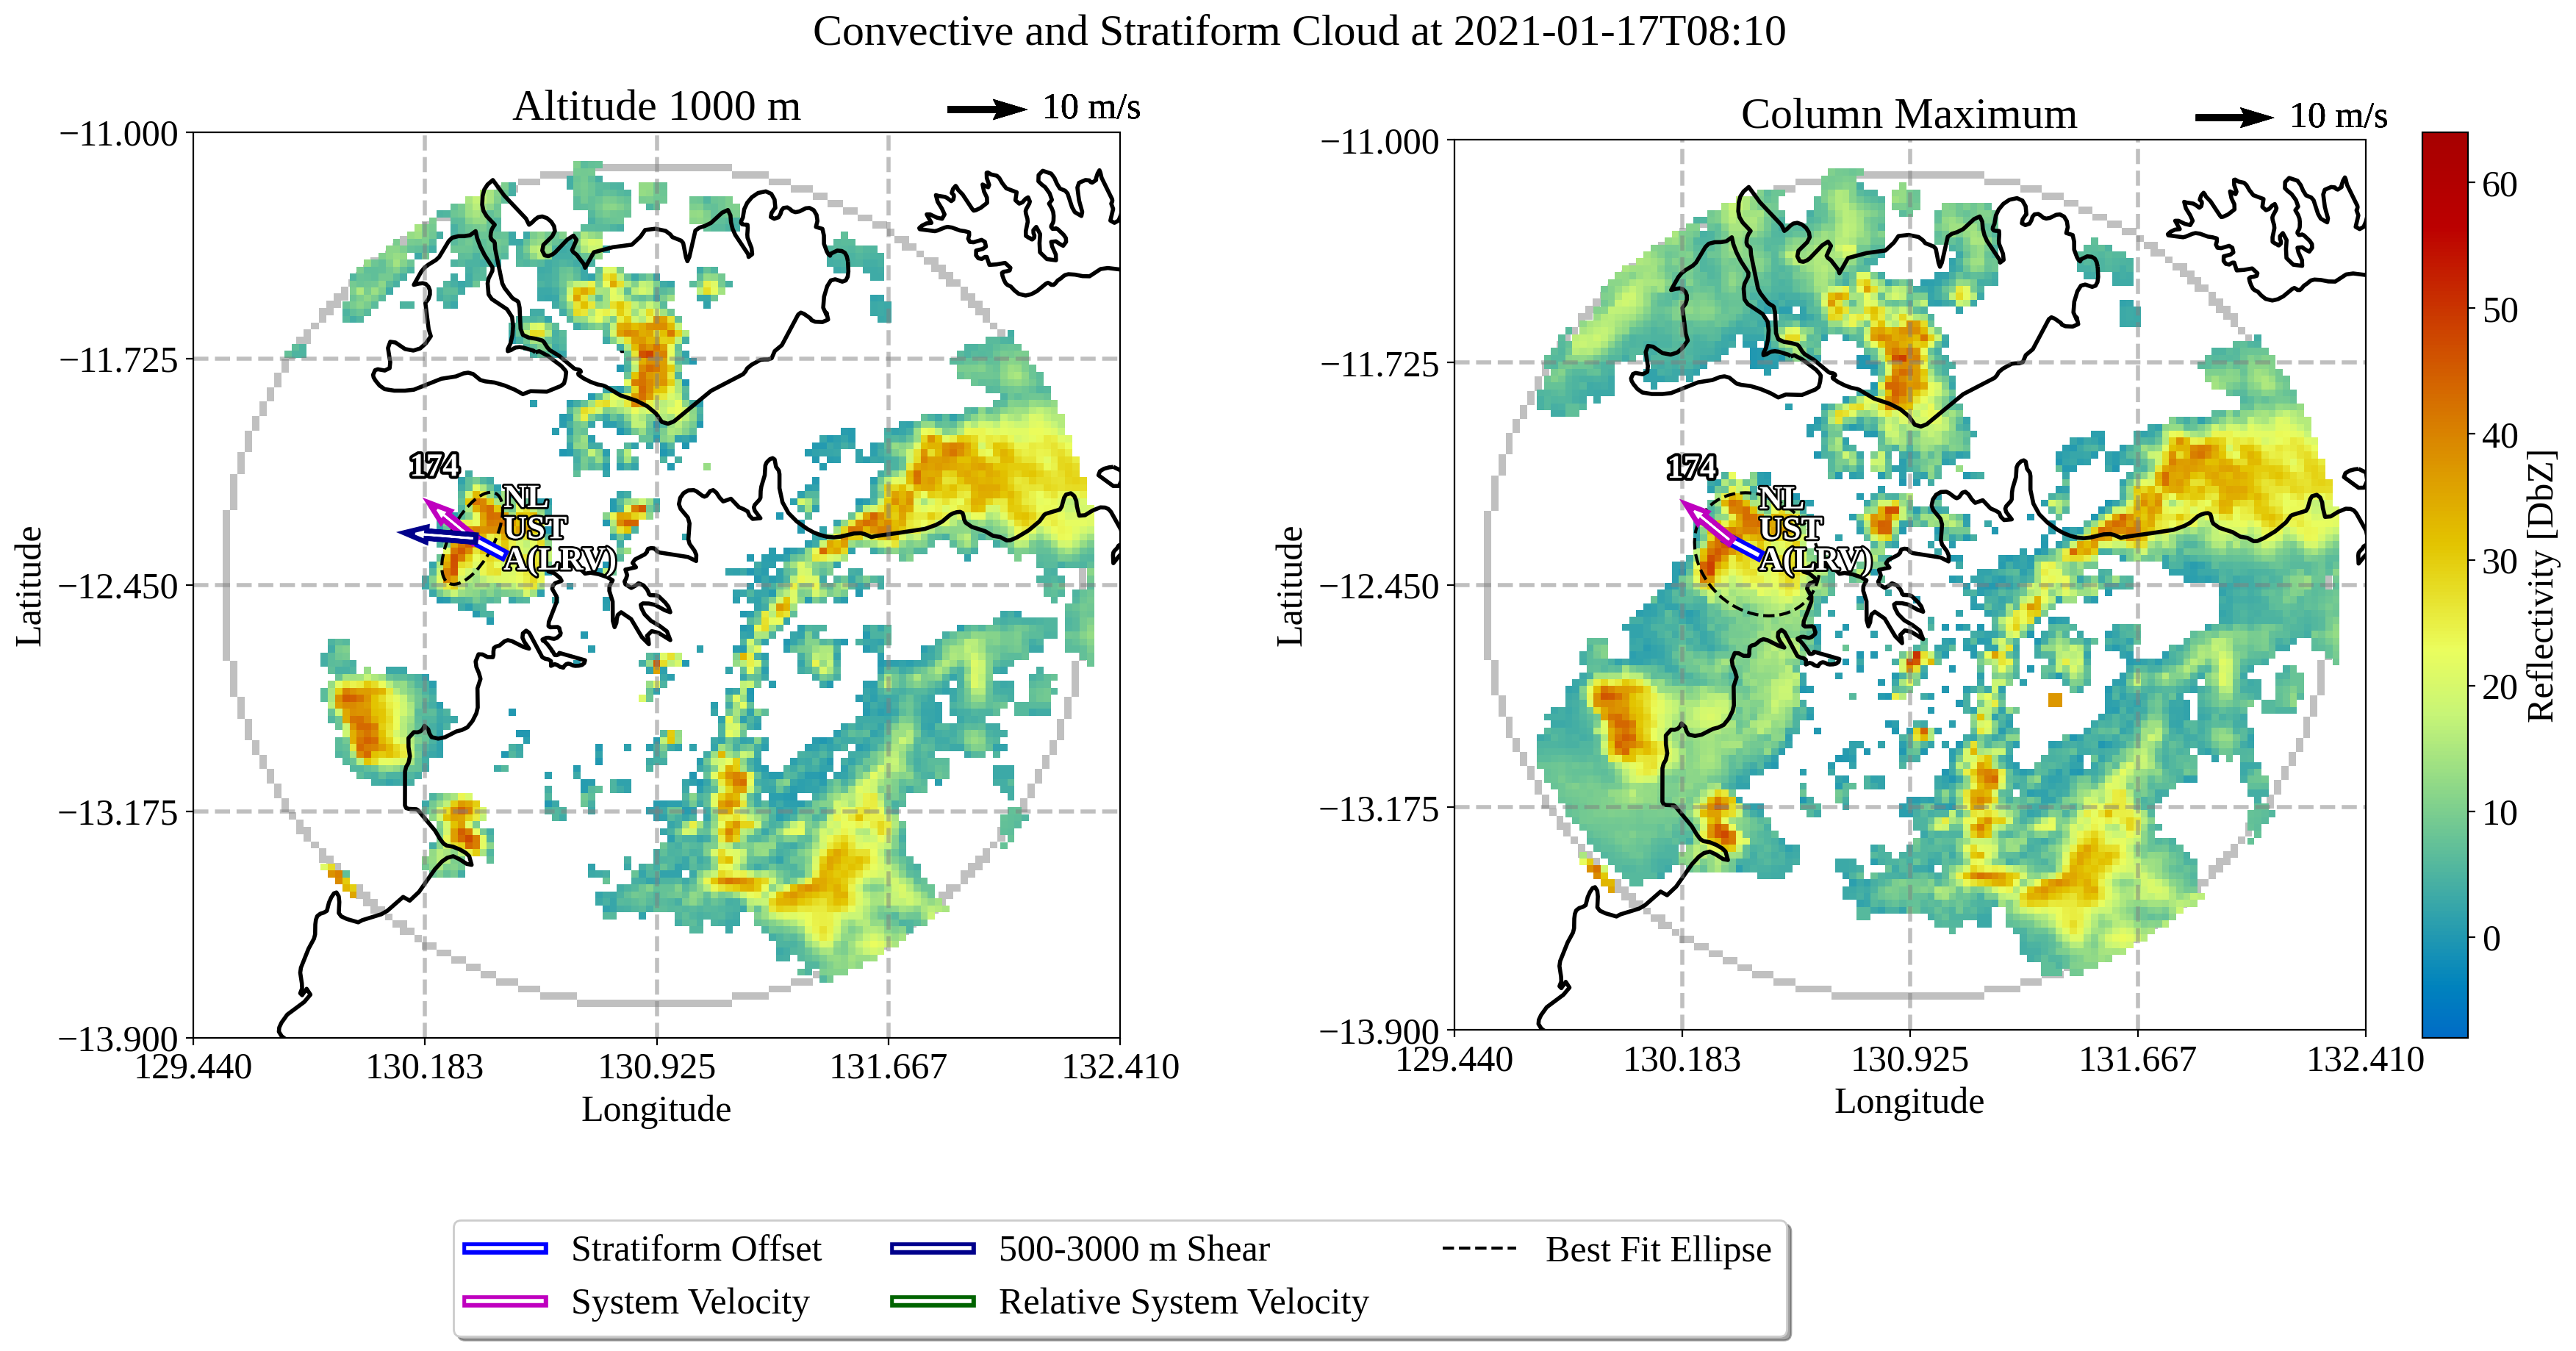 Convective and Stratiform Cloud at 2021-01-17T08:10
Altitude 1000 m
10 m/s
−11.000
−11.725
−12.450
−13.175
−13.900
Latitude
129.440
130.183
130.925
131.667
132.410
Longitude
174
NL
UST
A(LRV)
Column Maximum
10 m/s
−11.000
−11.725
−12.450
−13.175
−13.900
Latitude
129.440
130.183
130.925
131.667
132.410
Longitude
174
NL
UST
A(LRV)
60
50
40
30
20
10
0
Reflectivity [DbZ]
Stratiform Offset
System Velocity
500-3000 m Shear
Relative System Velocity
Best Fit Ellipse